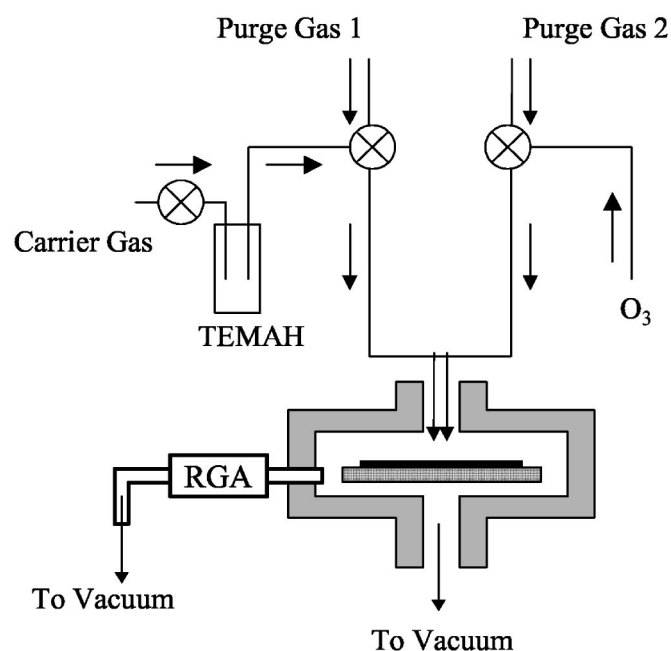 Purge Gas 1
Purge Gas 2
Carrier Gas
TEMAH
O₃
RGA
To Vacuum
To Vacuum